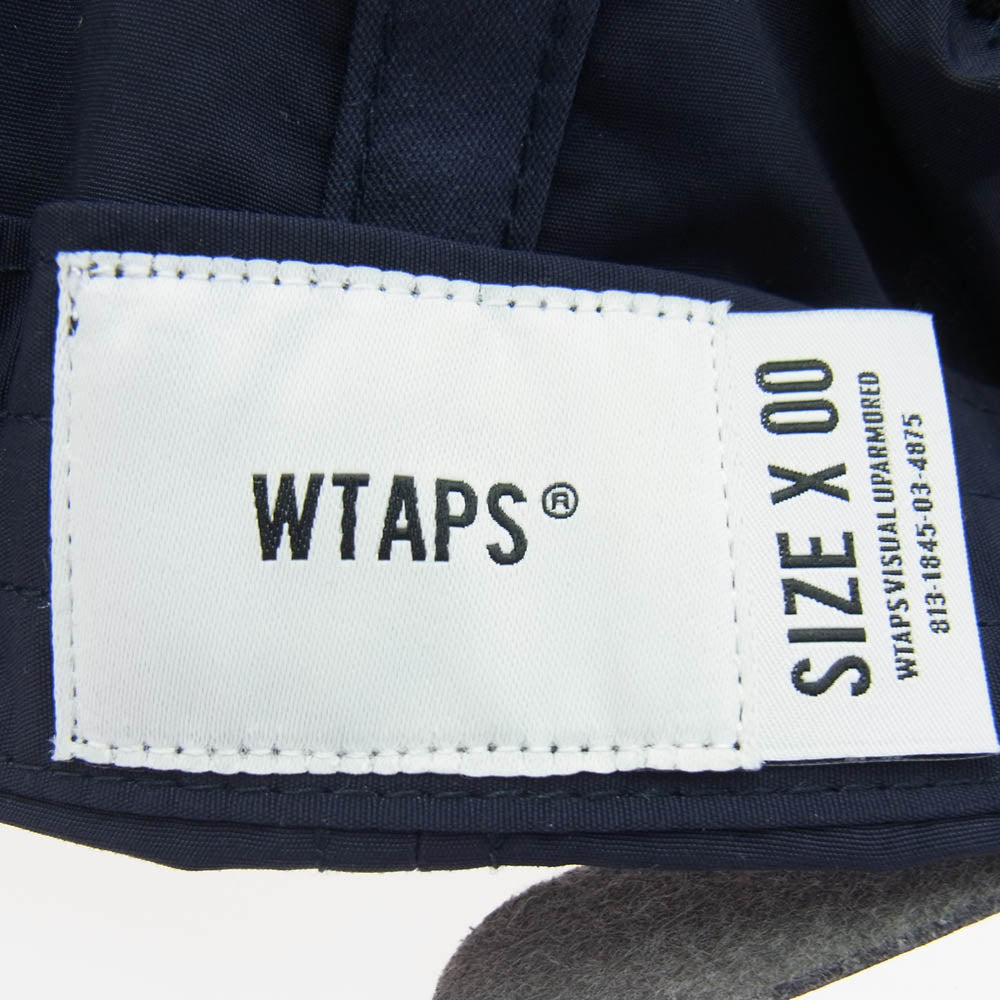 WTAPS®
SIZE X 00
WTAPS VISUAL UPARMORED
813-1845-03-4875